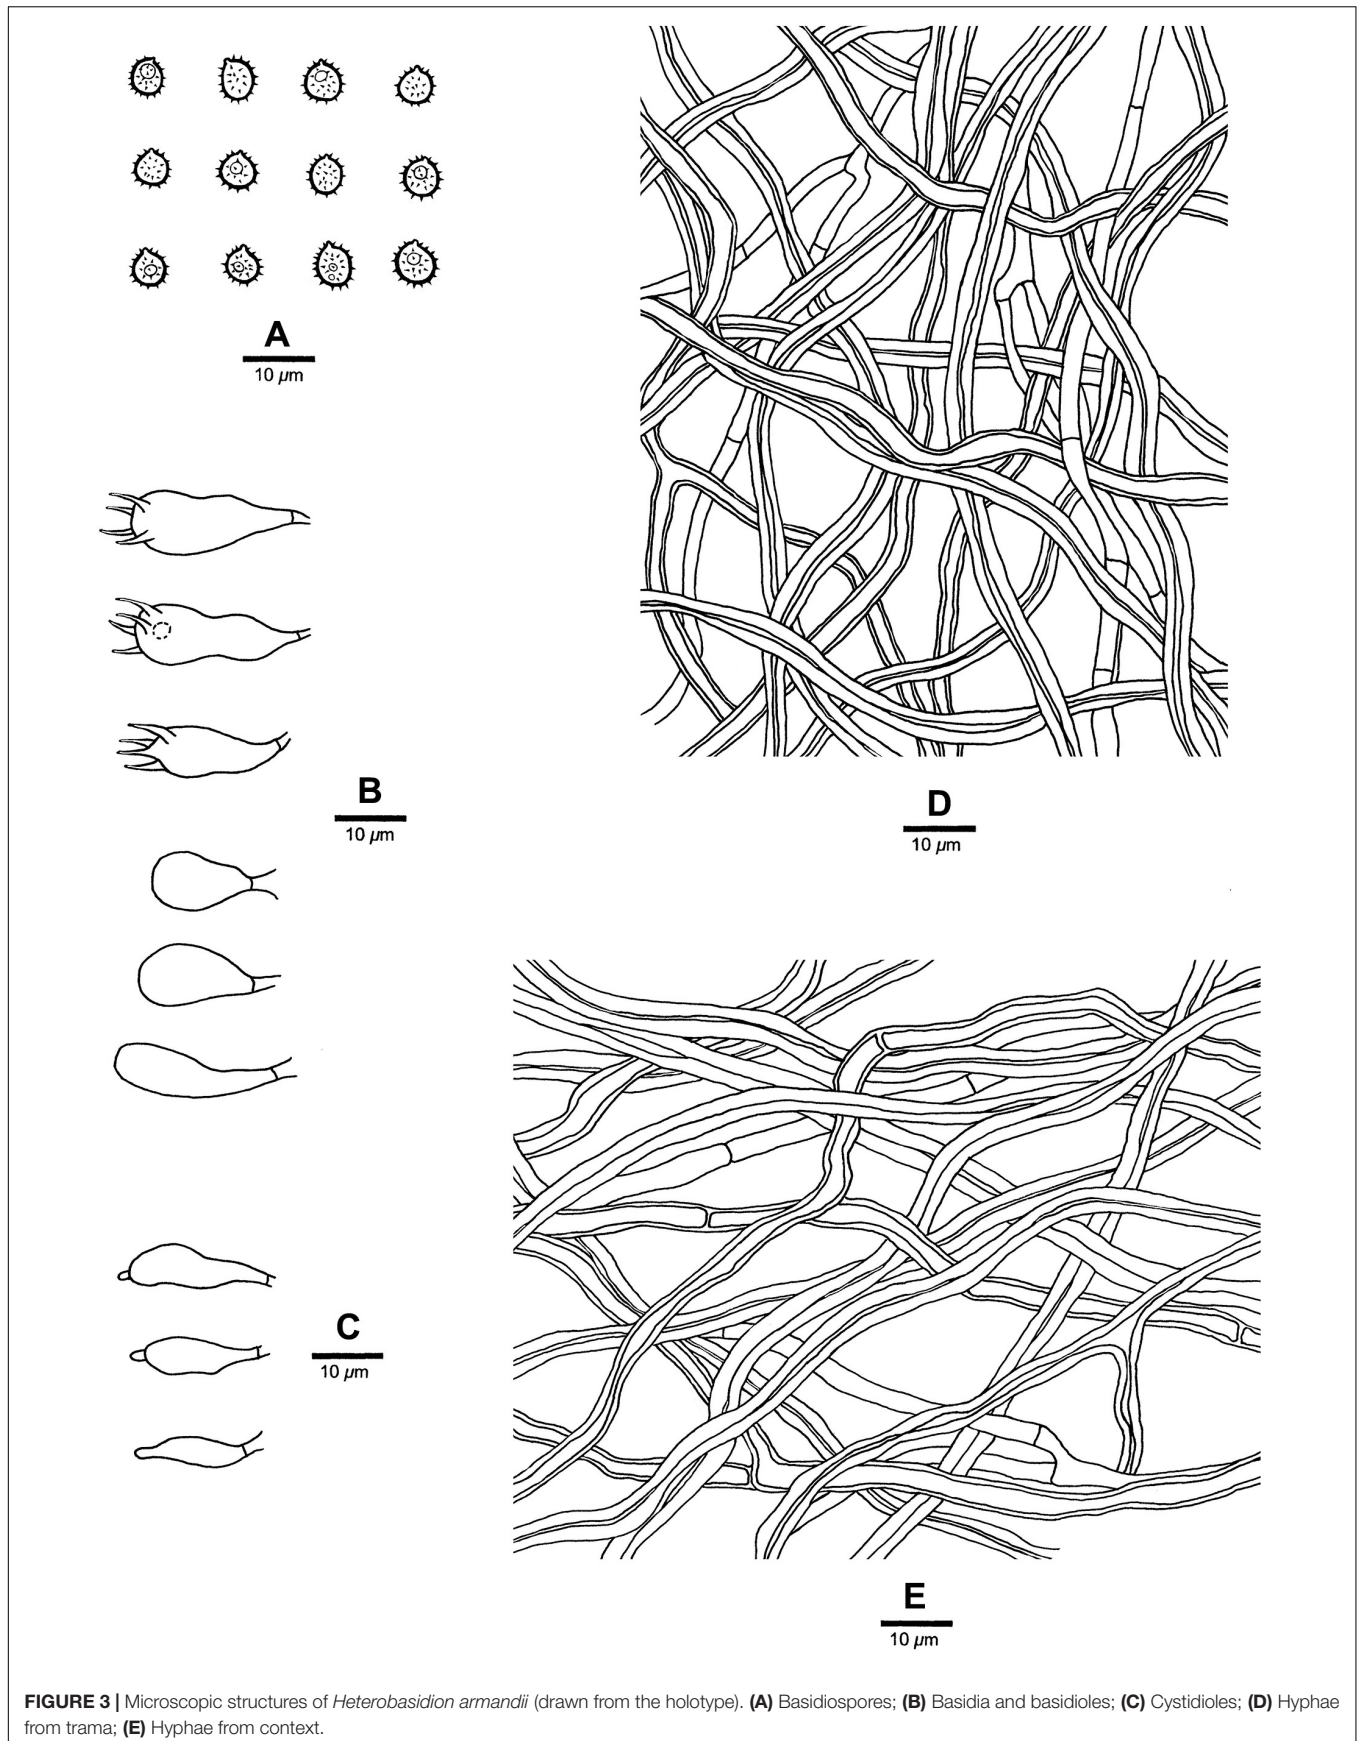 A
10 µm
B
10 µm
D
10 µm
C
10 µm
E
10 µm
FIGURE 3 | Microscopic structures of Heterobasidion armandii (drawn from the holotype). (A) Basidiospores; (B) Basidia and basidioles; (C) Cystidioles; (D) Hyphae
from trama; (E) Hyphae from context.